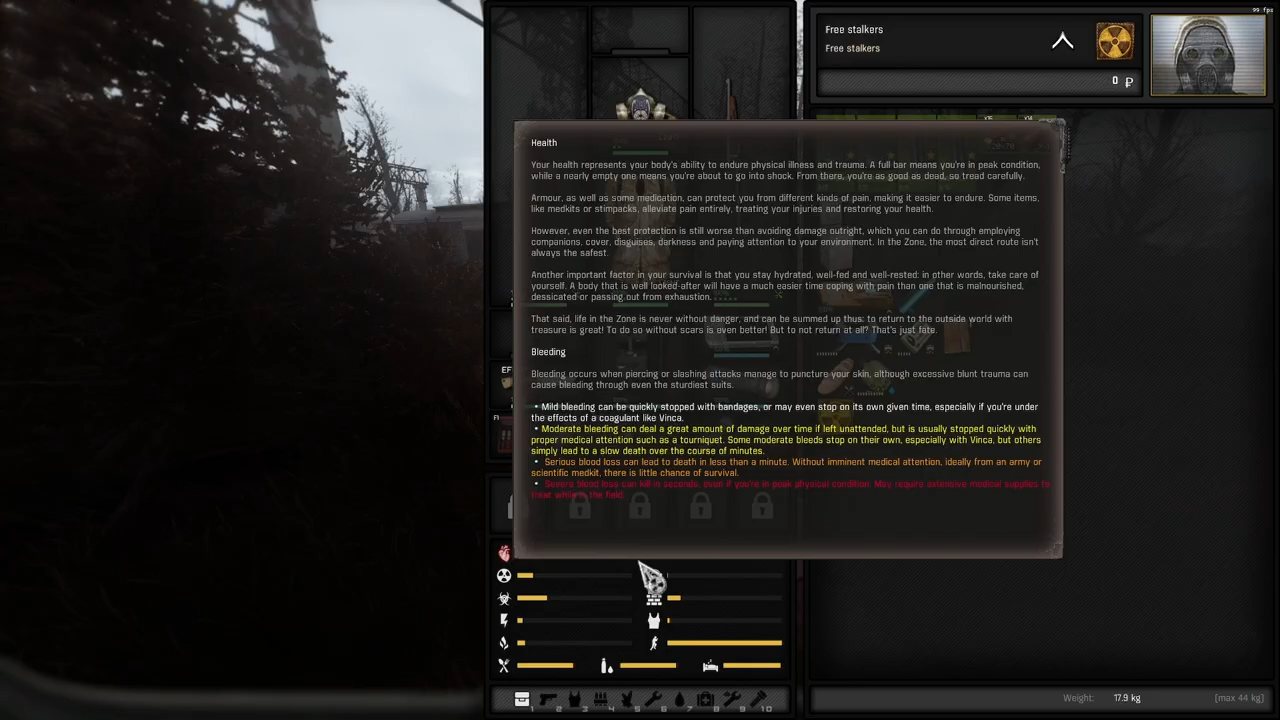 99 fps
Free stalkers
Free stalkers
0 ₽
Health
Your health represents your body's ability to endure physical illness and trauma. A full bar means you're in peak condition,
while a nearly empty one means you're about to go into shock. From there, you're as good as dead, so tread carefully.
Armour, as well as some medication, can protect you from different kinds of pain, making it easier to endure. Some items,
like medkits or stimpacks, alleviate pain entirely, treating your injuries and restoring your health.
However, even the best protection is still worse than avoiding damage outright, which you can do through employing
companions, cover, disguises, darkness and paying attention to your environment. In the Zone, the most direct route isn't
always the safest.
Another important factor in your survival is that you stay hydrated, well-fed and well-rested: in other words, take care of
yourself. A body that is well looked-after will have a much easier time coping with pain than one that is malnourished,
dessicated or passing out from exhaustion.
That said, life in the Zone is never without danger, and can be summed up thus: to return to the outside world with
treasure is great! To do so without scars is even better! But to not return at all? That's just fate.
Bleeding
Bleeding occurs when piercing or slashing attacks manage to puncture your skin, although excessive blunt trauma can
cause bleeding through even the sturdiest suits.
• Mild bleeding can be quickly stopped with bandages, or may even stop on its own given time, especially if you're under
the effects of a coagulant like Vinca.
• Moderate bleeding can deal a great amount of damage over time if left unattended, but is usually stopped quickly with
proper medical attention such as a tourniquet. Some moderate bleeds stop on their own, especially with Vinca, but others
simply lead to a slow death over the course of minutes.
• Serious blood loss can lead to death in less than a minute. Without imminent medical attention, ideally from an army or
scientific medkit, there is little chance of survival.
• Severe blood loss can kill in seconds, even if you're in peak physical condition. May require extensive medical supplies to
treat while in the field.
1 2 3 4 5 6 7 8 9 10
Weight: 17.9 kg (max 44 kg)